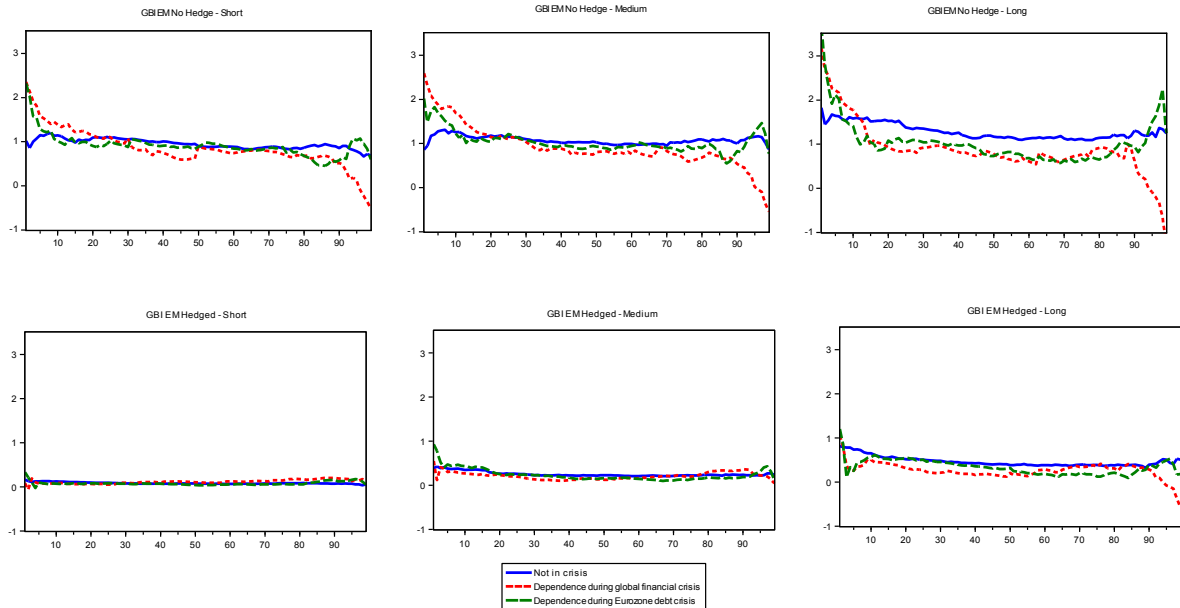 GBI EM No Hedge - Short
GBI EM No Hedge - Medium
GBI EM No Hedge - Long
3
2
1
0
-1
10 20 30 40 50 60 70 80 90
3
2
1
0
-1
10 20 30 40 50 60 70 80 90
3
2
1
0
-1
10 20 30 40 50 60 70 80 90
GBI EM Hedged - Short
GBI EM Hedged - Medium
GBI EM Hedged - Long
3
2
1
0
-1
10 20 30 40 50 60 70 80 90
3
2
1
0
-1
10 20 30 40 50 60 70 80 90
3
2
1
0
-1
10 20 30 40 50 60 70 80 90
Not in crisis
Dependence during global financial crisis
Dependence during Eurozone debt crisis